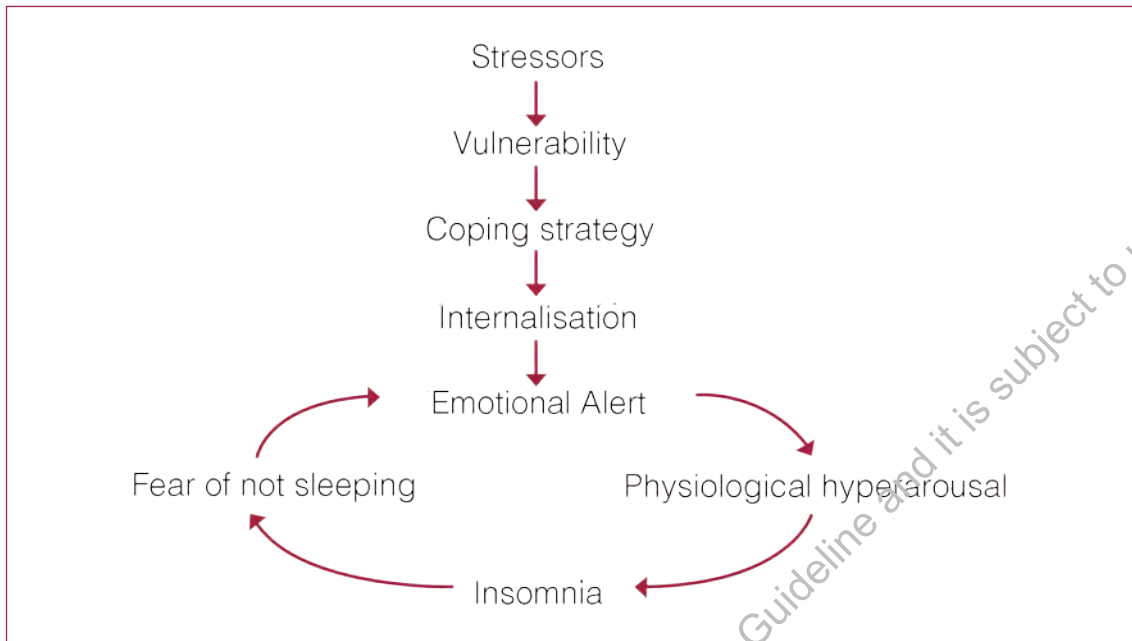 Stressors
Vulnerability
Coping strategy
Internalisation
Emotional Alert
Fear of not sleeping
Physiological hyperarousal
Insomnia
Guideline and it is subject to